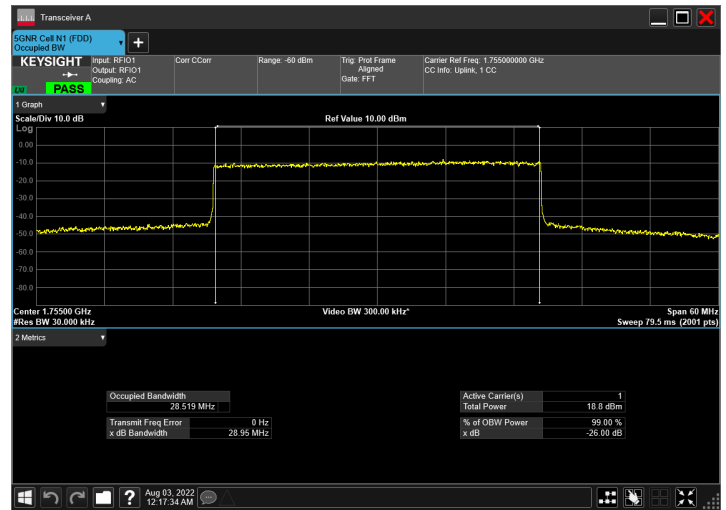 Transceiver A
5GNR Cell N1 (FDD)
Occupied BW
KEYSIGHT
LXI
PASS
Input: RFIO1
Output: RFIO1
Coupling: AC
Corr CCorr
Range: -60 dBm
Trig: Prot Frame
Aligned
Gate: FFT
Carrier Ref Freq: 1.755000000 GHz
CC Info: Uplink, 1 CC
1 Graph
Scale/Div 10.0 dB
Ref Value 10.00 dBm
Log
0.00
-10.0
-20.0
-30.0
-40.0
-50.0
-60.0
-70.0
-80.0
Center 1.75500 GHz
Video BW 300.00 kHz*
Span 60 MHz
#Res BW 30.000 kHz
Sweep 79.5 ms (2001 pts)
2 Metrics
Occupied Bandwidth
28.519 MHz
Transmit Freq Error 0 Hz
x dB Bandwidth 28.95 MHz
Active Carrier(s) 1
Total Power 18.8 dBm
% of OBW Power 99.00 %
x dB -26.00 dB
Aug 03, 2022
12:17:34 AM